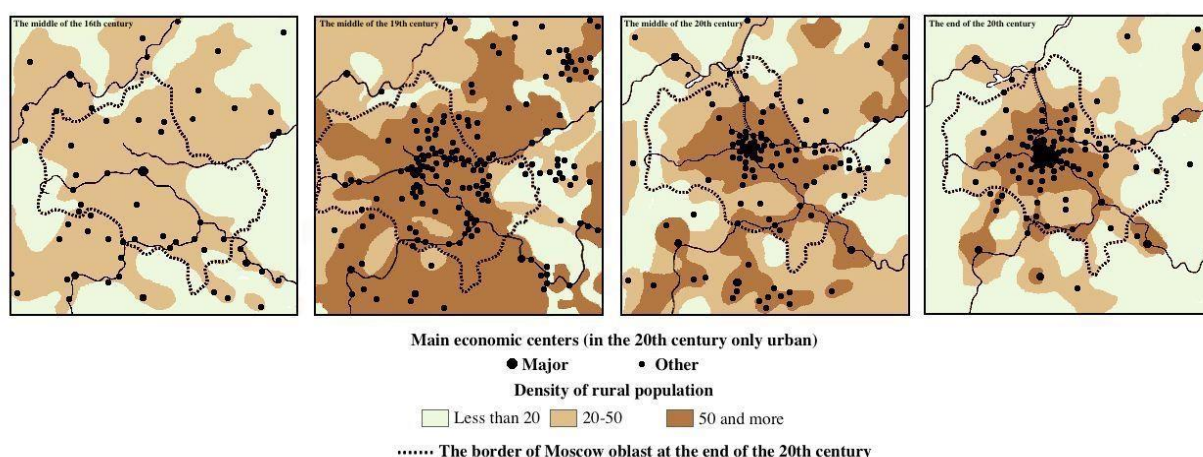 The middle of the 16th century
The middle of the 19th century
The middle of the 20th century
The end of the 20th century
Main economic centers (in the 20th century only urban)
Major Other
Density of rural population
Less than 20 20-50 50 and more
The border of Moscow oblast at the end of the 20th century